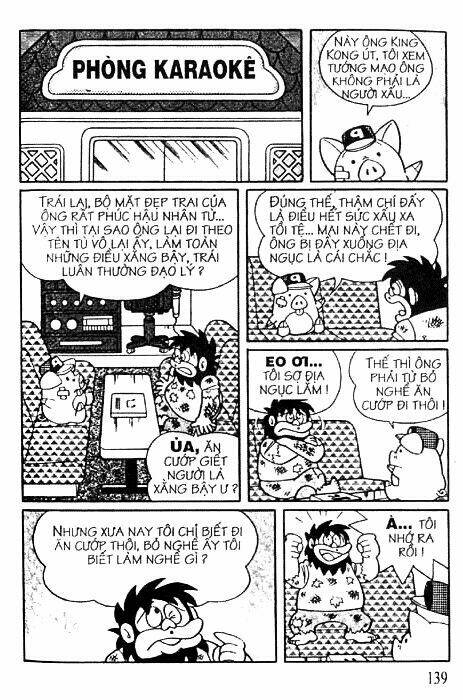 PHÒNG KARAOKÊ
NÀY ÔNG KING
KONG ÚT, TÔI XEM
TƯỚNG MẠO ÔNG
KHÔNG PHẢI LÀ
NGƯỜI XẤU...
TRÁI LẠI, BỘ MẶT ĐẸP TRAI CỦA
ÔNG RẤT PHÚC HẬU NHÂN TỪ...
VẬY THÌ TẠI SAO ÔNG LẠI ĐI THEO
TÊN TÚ VÔ LẠI ẤY, LÀM TOÀN
NHỮNG ĐIỀU XẰNG BẬY, TRÁI
LUÂN THƯỜNG ĐẠO LÝ ?
ỦA, ĂN
CƯỚP GIẾT
NGƯỜI LÀ
XẰNG BẬY Ư ?
ĐÚNG THẾ, THẬM CHÍ ĐẤY
LÀ ĐIỀU HẾT SỨC XẤU XA
TỒI TỆ... MAI NÀY CHẾT ĐI,
ÔNG BỊ ĐẨY XUỐNG ĐỊA
NGỤC LÀ CÁI CHẮC !
EO ƠI...
TÔI SỢ ĐỊA
NGỤC LẮM !
THẾ THÌ ÔNG
PHẢI TỪ BỎ
NGHỀ ĂN
CƯỚP ĐI THÔI !
NHƯNG XƯA NAY TÔI CHỈ BIẾT ĐI
ĂN CƯỚP THÔI, BỎ NGHỀ ẤY TÔI
BIẾT LÀM NGHỀ GÌ ?
À... TÔI
NHỚ RA
RỒI !
139